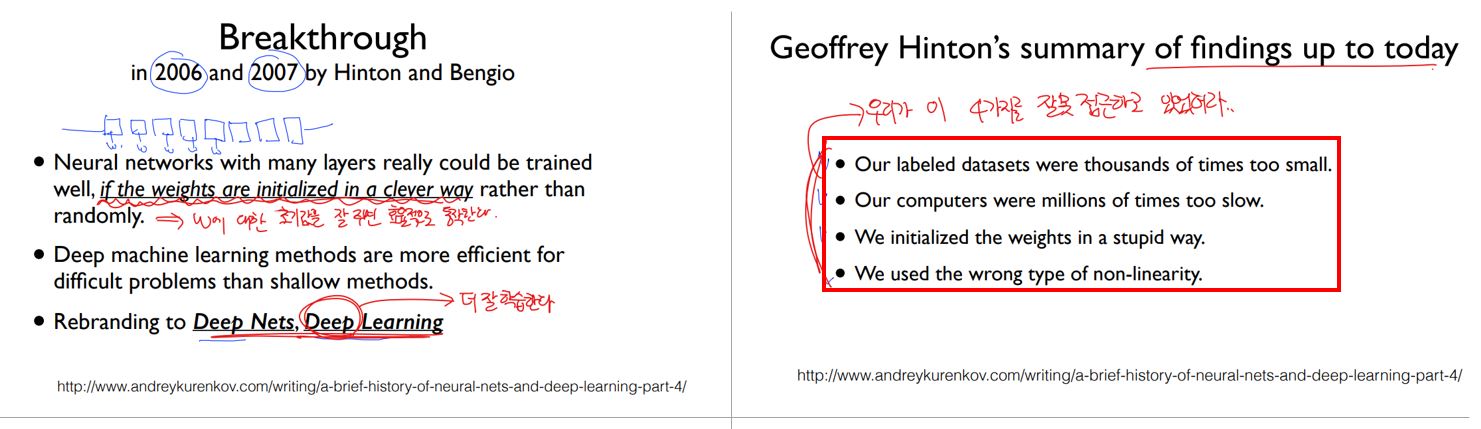 Breakthrough
in 2006 and 2007 by Hinton and Bengio
• Neural networks with many layers really could be trained
well, if the weights are initialized in a clever way rather than
randomly. ⇒ W에 대한 초기값을 잘 주면 효율적으로 동작한다.
• Deep machine learning methods are more efficient for
difficult problems than shallow methods.
→ 더 잘 학습한다
• Rebranding to Deep Nets, Deep Learning
http://www.andreykurenkov.com/writing/a-brief-history-of-neural-nets-and-deep-learning-part-4/
Geoffrey Hinton's summary of findings up to today
→ 우리가 이 4가지를 잘못 접근하고 있었어라..
• Our labeled datasets were thousands of times too small.
• Our computers were millions of times too slow.
• We initialized the weights in a stupid way.
• We used the wrong type of non-linearity.
http://www.andreykurenkov.com/writing/a-brief-history-of-neural-nets-and-deep-learning-part-4/